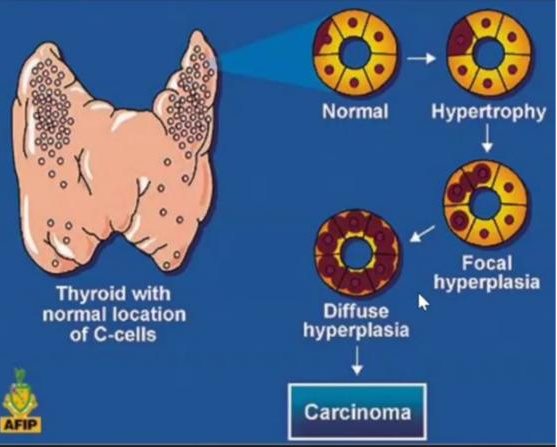 Normal
Hypertrophy
Focal
hyperplasia
Diffuse
hyperplasia
Carcinoma
Thyroid with
normal location
of C-cells
AFIP